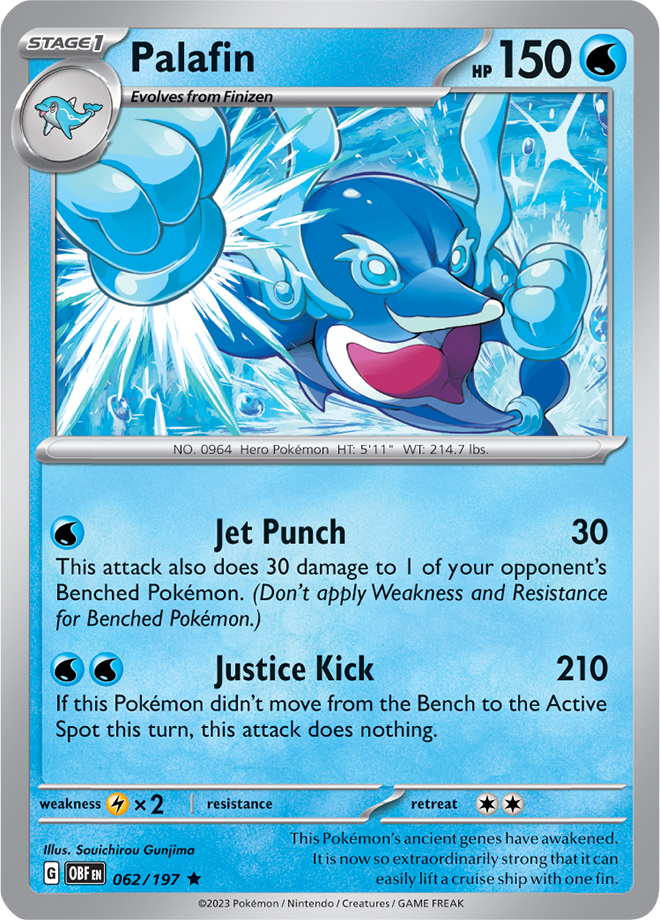 STAGE 1
Palafin
HP 150
Evolves from Finizen
NO. 0964 Hero Pokémon HT: 5'11" WT: 214.7 lbs.
Jet Punch 30
This attack also does 30 damage to 1 of your opponent's
Benched Pokémon. (Don't apply Weakness and Resistance
for Benched Pokémon.)
Justice Kick 210
If this Pokémon didn't move from the Bench to the Active
Spot this turn, this attack does nothing.
weakness ×2 resistance retreat
Illus. Souichirou Gunjima
This Pokémon's ancient genes have awakened.
It is now so extraordinarily strong that it can
easily lift a cruise ship with one fin.
G OBF EN 062/197 ★
©2023 Pokémon / Nintendo / Creatures / GAME FREAK